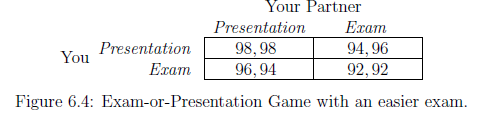 Your Partner
Presentation Exam
You Presentation 98, 98 94, 96
Exam 96, 94 92, 92
Figure 6.4: Exam-or-Presentation Game with an easier exam.